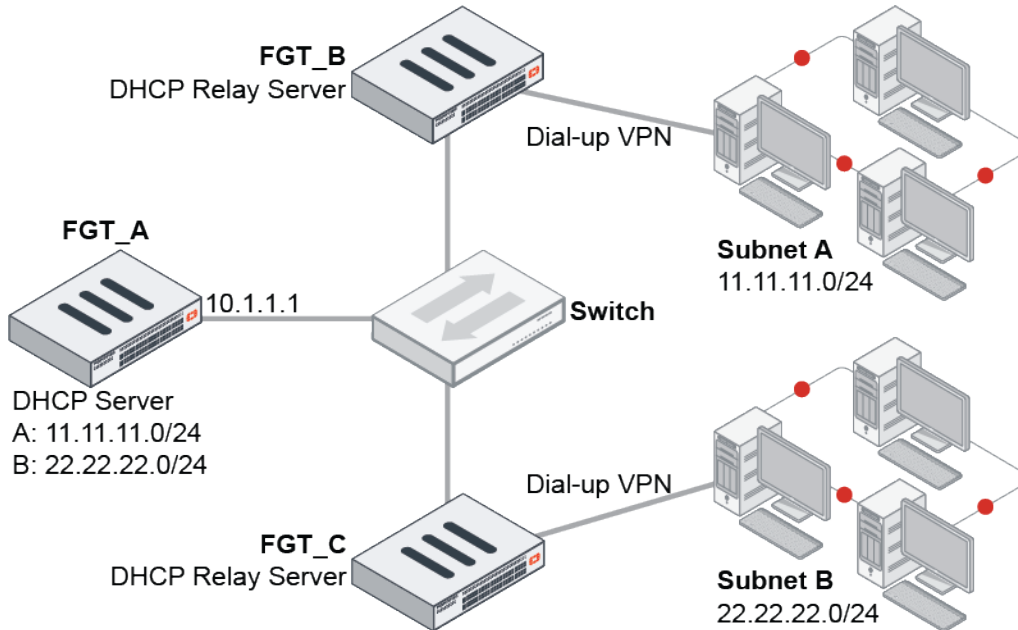 FGT_B
DHCP Relay Server
Dial-up VPN
Subnet A
11.11.11.0/24
FGT_A
10.1.1.1
Switch
DHCP Server
A: 11.11.11.0/24
B: 22.22.22.0/24
Dial-up VPN
FGT_C
DHCP Relay Server
Subnet B
22.22.22.0/24